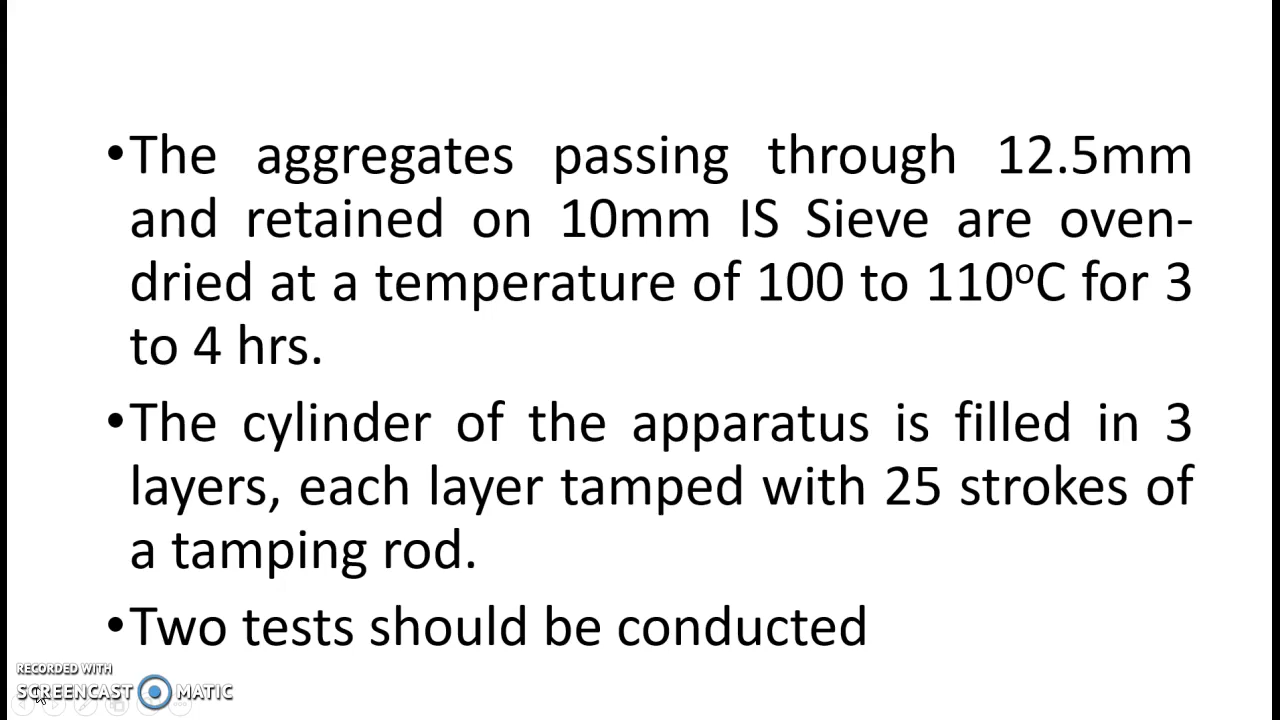 •The aggregates passing through 12.5mm
and retained on 10mm IS Sieve are oven-
dried at a temperature of 100 to 110ºC for 3
to 4 hrs.
•The cylinder of the apparatus is filled in 3
layers, each layer tamped with 25 strokes of
a tamping rod.
•Two tests should be conducted
RECORDED WITH
SCREENCAST MATIC